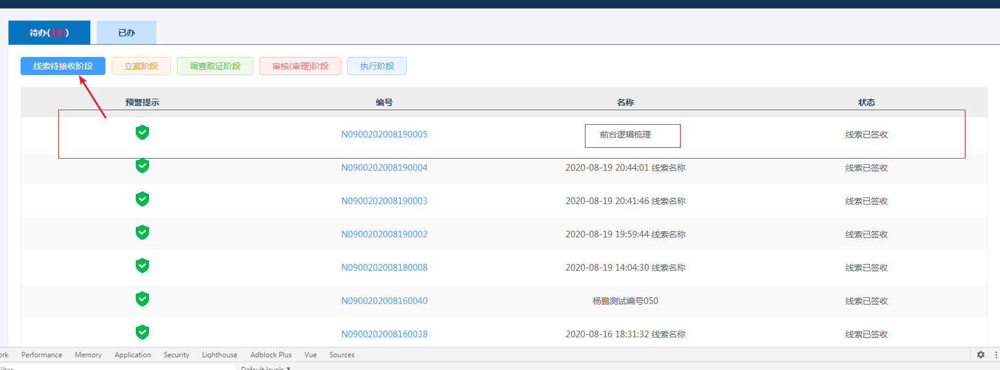 待办(185)
已办
线索待接收阶段 立案阶段 调查取证阶段 审核(审理)阶段 执行阶段
预警提示 编号 名称 状态
N0900202008190005 前台逻辑梳理 线索已签收
N0900202008190004 2020-08-19 20:44:01 线索名称 线索已签收
N0900202008190003 2020-08-19 20:41:46 线索名称 线索已签收
N0900202008190002 2020-08-19 19:59:44 线索名称 线索已签收
N0900202008180008 2020-08-19 14:04:30 线索名称 线索已签收
N0900202008160040 杨鹏测试编号050 线索已签收
N0900202008160038 2020-08-16 18:31:32 线索名称 线索已签收
ork Performance Memory Application Security Lighthouse Adblock Plus Vue Sources
Default levels